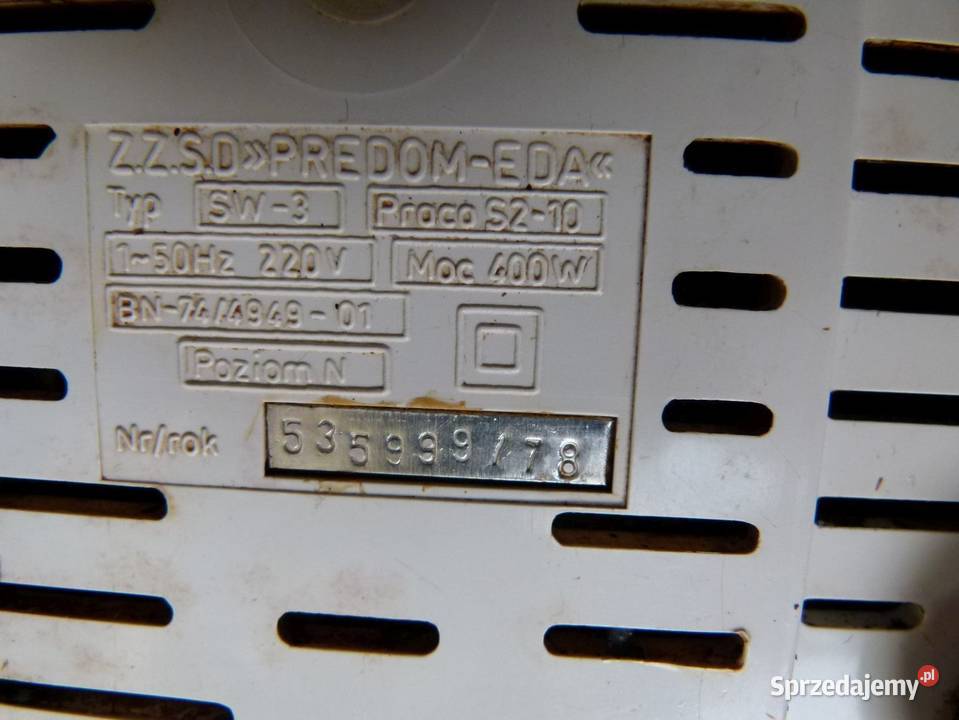 Z.Z.S.D »PREDOM-EDA«
Typ SW-3 Praca S2-10
1~50Hz 220V Moc 400W
BN-74/4949-01
Poziom N
Nr/rok 535999/78
Sprzedajemy.pl